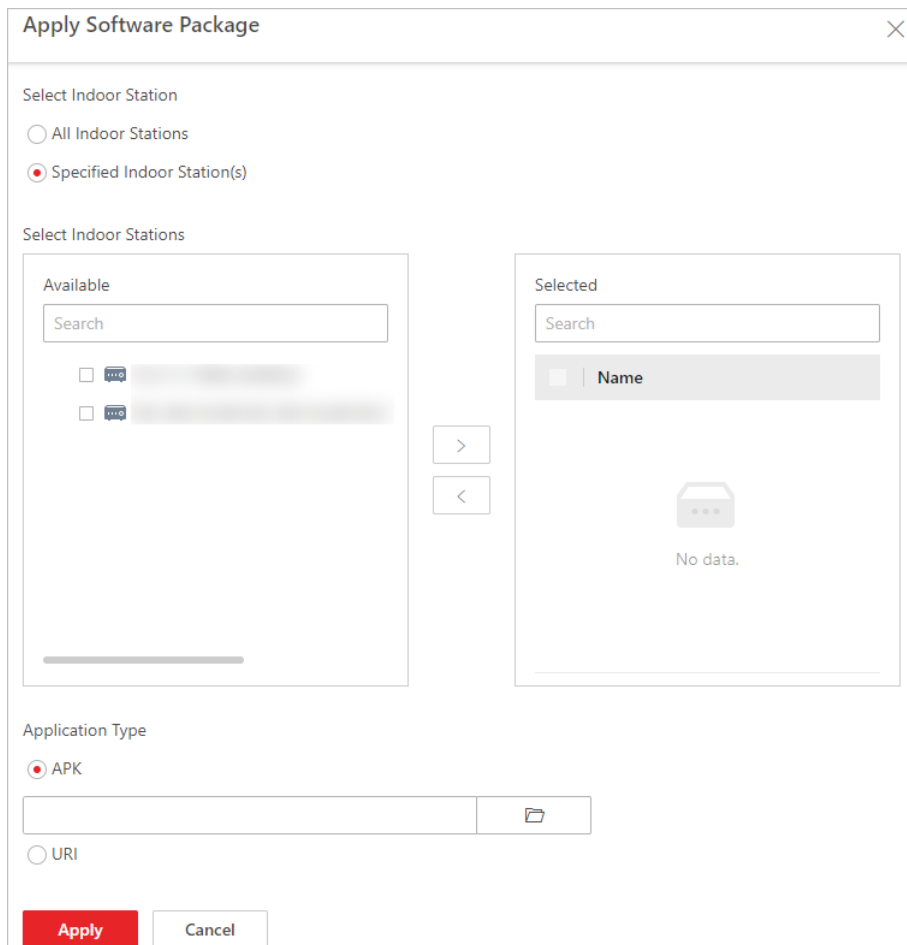 Apply Software Package
Select Indoor Station
All Indoor Stations
Specified Indoor Station(s)
Select Indoor Stations
Available
Search
Selected
Search
Name
>
<
No data.
Application Type
APK
URI
Apply
Cancel